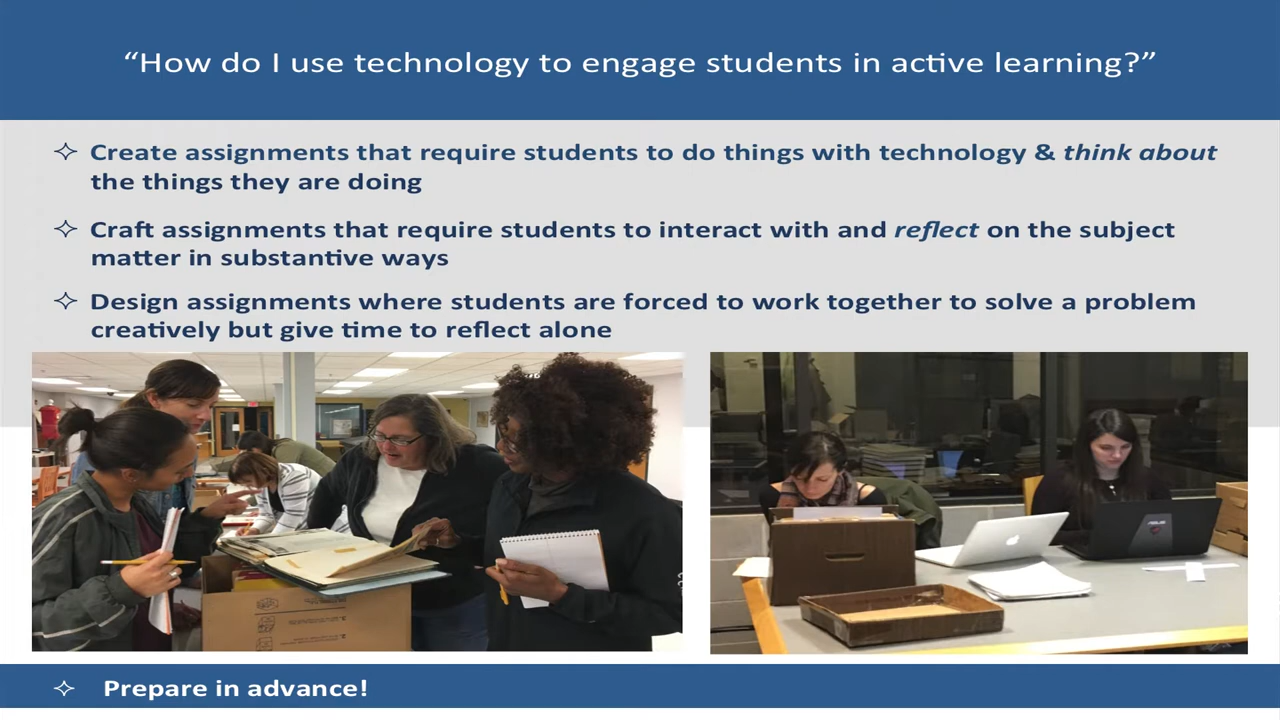 “How do I use technology to engage students in active learning?”
✧ Create assignments that require students to do things with technology & think about
the things they are doing
✧ Craft assignments that require students to interact with and reflect on the subject
matter in substantive ways
✧ Design assignments where students are forced to work together to solve a problem
creatively but give time to reflect alone
ASUS
✧ Prepare in advance!